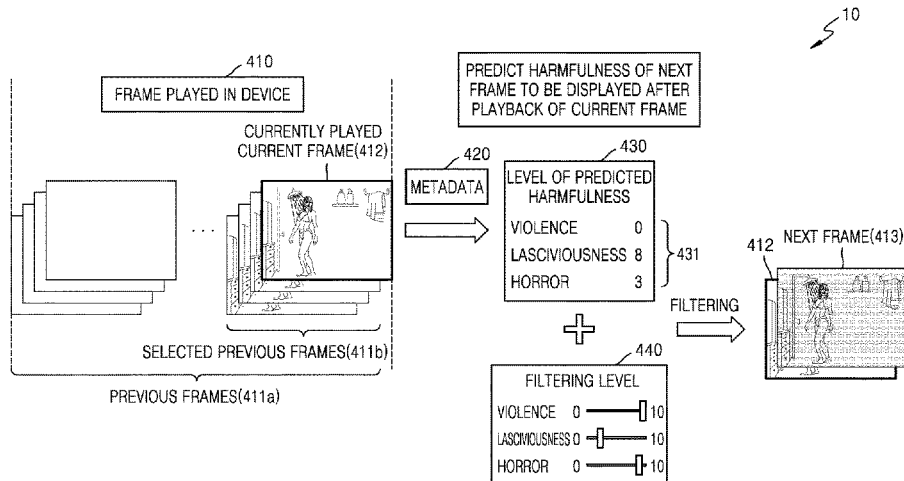 10
410
FRAME PLAYED IN DEVICE
PREDICT HARMFULNESS OF NEXT
FRAME TO BE DISPLAYED AFTER
PLAYBACK OF CURRENT FRAME
CURRENTLY PLAYED
CURRENT FRAME(412)
420
METADATA
430
LEVEL OF PREDICTED
HARMFULNESS
VIOLENCE 0
LASCIVIOUSNESS 8
HORROR 3
431
NEXT FRAME(413)
412
FILTERING
. . .
SELECTED PREVIOUS FRAMES(411b)
PREVIOUS FRAMES(411a)
440
FILTERING LEVEL
VIOLENCE 0 10
LASCIVIOUSNESS 0 10
HORROR 0 10